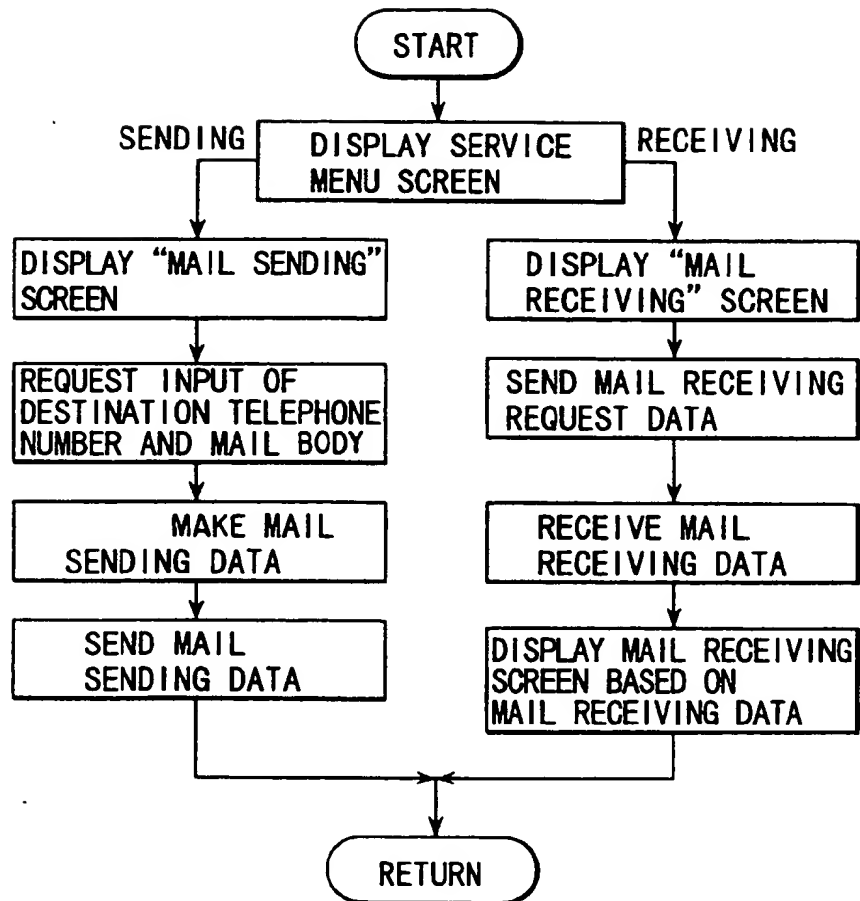 START
SENDING
DISPLAY SERVICE
MENU SCREEN
RECEIVING
DISPLAY “MAIL SENDING”
SCREEN
REQUEST INPUT OF
DESTINATION TELEPHONE
NUMBER AND MAIL BODY
MAKE MAIL
SENDING DATA
SEND MAIL
SENDING DATA
DISPLAY “MAIL
RECEIVING” SCREEN
SEND MAIL RECEIVING
REQUEST DATA
RECEIVE MAIL
RECEIVING DATA
DISPLAY MAIL RECEIVING
SCREEN BASED ON
MAIL RECEIVING DATA
RETURN